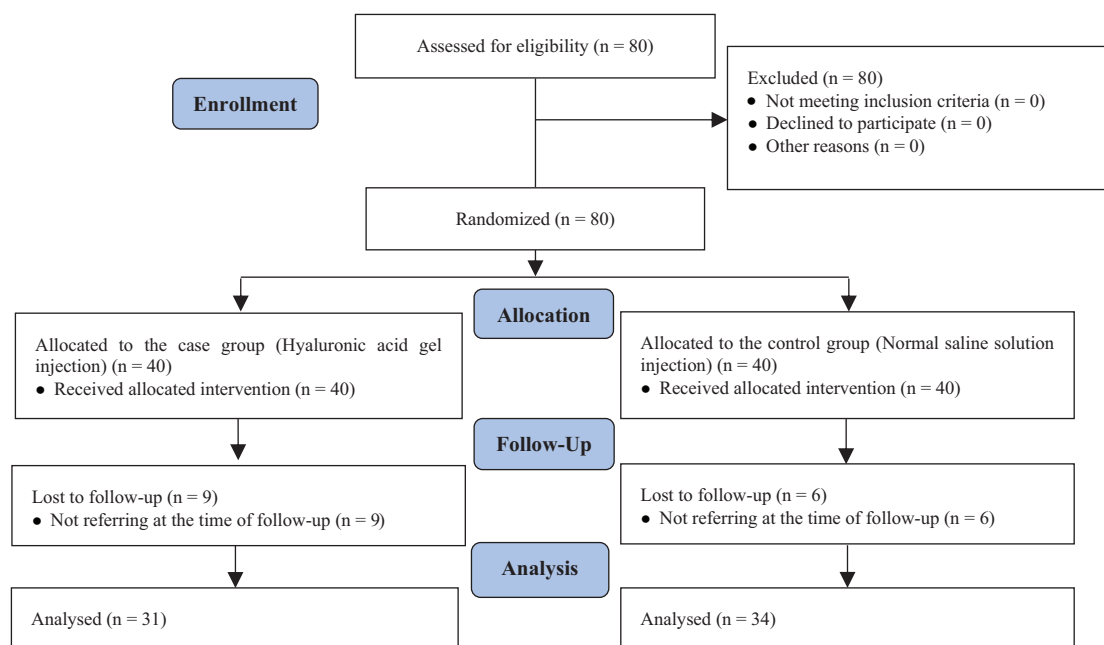 Assessed for eligibility (n = 80)
Enrollment
Excluded (n = 80)
● Not meeting inclusion criteria (n = 0)
● Declined to participate (n = 0)
● Other reasons (n = 0)
Randomized (n = 80)
Allocation
Allocated to the case group (Hyaluronic acid gel
injection) (n = 40)
● Received allocated intervention (n = 40)
Allocated to the control group (Normal saline solution
injection) (n = 40)
● Received allocated intervention (n = 40)
Follow-Up
Lost to follow-up (n = 9)
● Not referring at the time of follow-up (n = 9)
Lost to follow-up (n = 6)
● Not referring at the time of follow-up (n = 6)
Analysis
Analysed (n = 31)
Analysed (n = 34)